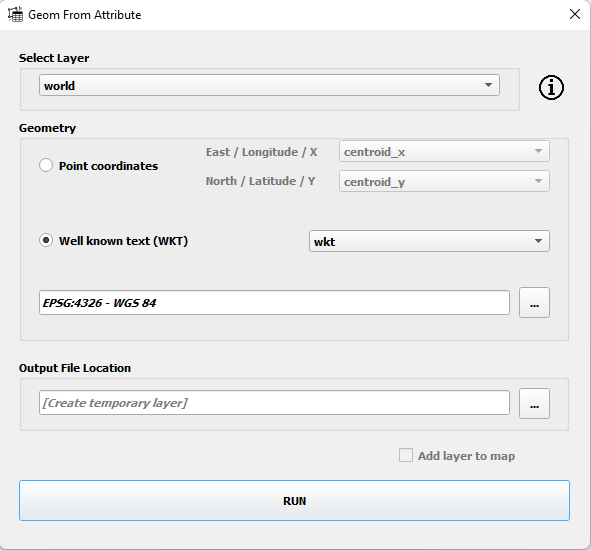 Geom From Attribute
Select Layer
world
Geometry
Point coordinates
East / Longitude / X
centroid_x
North / Latitude / Y
centroid_y
Well known text (WKT)
wkt
EPSG:4326 - WGS 84
...
Output File Location
[Create temporary layer]
...
Add layer to map
RUN